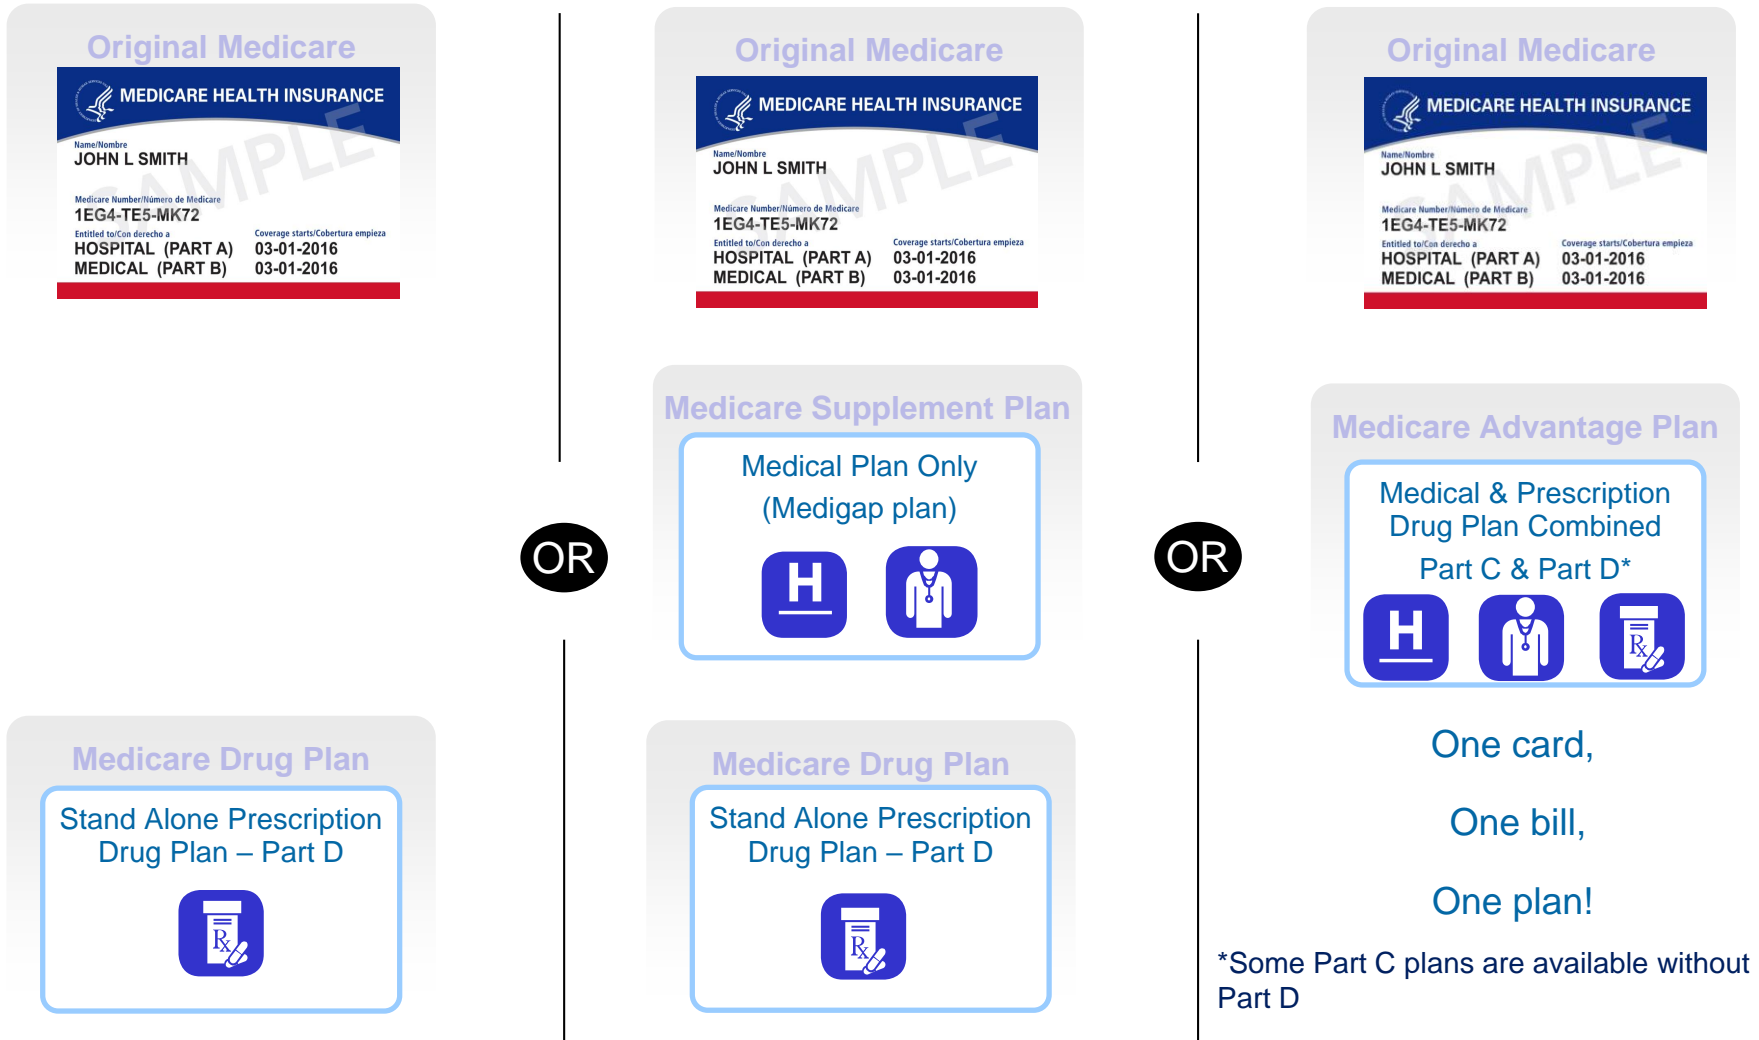 Original Medicare
MEDICARE HEALTH INSURANCE
SAMPLE
Name/Nombre
JOHN L SMITH
Medicare Number/Número de Medicare
1EG4-TE5-MK72
Entitled to/Con derecho a Coverage starts/Cobertura empieza
HOSPITAL (PART A) 03-01-2016
MEDICAL (PART B) 03-01-2016
Medicare Drug Plan
Stand Alone Prescription
Drug Plan – Part D
Rx
OR
Original Medicare
MEDICARE HEALTH INSURANCE
SAMPLE
Name/Nombre
JOHN L SMITH
Medicare Number/Número de Medicare
1EG4-TE5-MK72
Entitled to/Con derecho a Coverage starts/Cobertura empieza
HOSPITAL (PART A) 03-01-2016
MEDICAL (PART B) 03-01-2016
Medicare Supplement Plan
Medical Plan Only
(Medigap plan)
H
Medicare Drug Plan
Stand Alone Prescription
Drug Plan – Part D
Rx
OR
Original Medicare
MEDICARE HEALTH INSURANCE
SAMPLE
Name/Nombre
JOHN L SMITH
Medicare Number/Número de Medicare
1EG4-TE5-MK72
Entitled to/Con derecho a Coverage starts/Cobertura empieza
HOSPITAL (PART A) 03-01-2016
MEDICAL (PART B) 03-01-2016
Medicare Advantage Plan
Medical & Prescription
Drug Plan Combined
Part C & Part D*
H
Rx
One card,
One bill,
One plan!
*Some Part C plans are available without
Part D